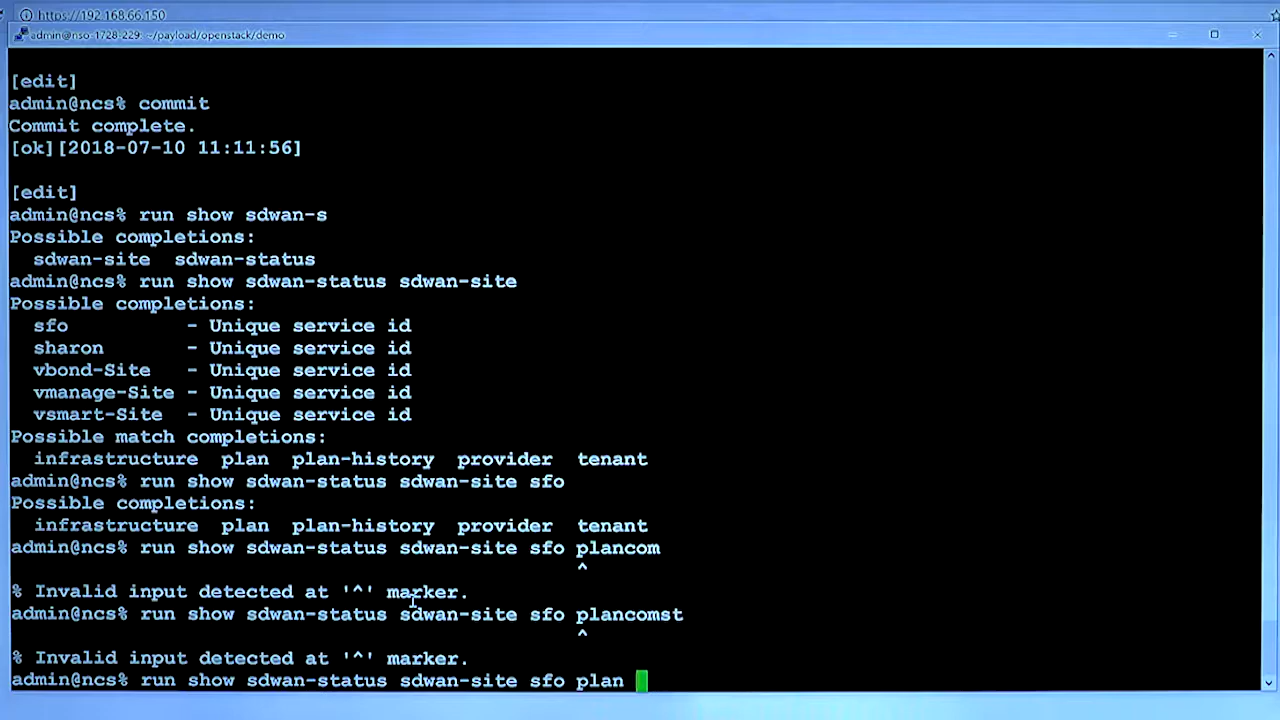 https://192.168.66.150
admin@nso-1728-229: ~/payload/openstack/demo
[edit]
admin@ncs% commit
Commit complete.
[ok][2018-07-10 11:11:56]
[edit]
admin@ncs% run show sdwan-s
Possible completions:
sdwan-site sdwan-status
admin@ncs% run show sdwan-status sdwan-site
Possible completions:
sfo - Unique service id
sharon - Unique service id
vbond-Site - Unique service id
vmanage-Site - Unique service id
vsmart-Site - Unique service id
Possible match completions:
infrastructure plan plan-history provider tenant
admin@ncs% run show sdwan-status sdwan-site sfo
Possible completions:
infrastructure plan plan-history provider tenant
admin@ncs% run show sdwan-status sdwan-site sfo plancom
^
% Invalid input detected at '^' marker.
admin@ncs% run show sdwan-status sdwan-site sfo plancomst
^
% Invalid input detected at '^' marker.
admin@ncs% run show sdwan-status sdwan-site sfo plan